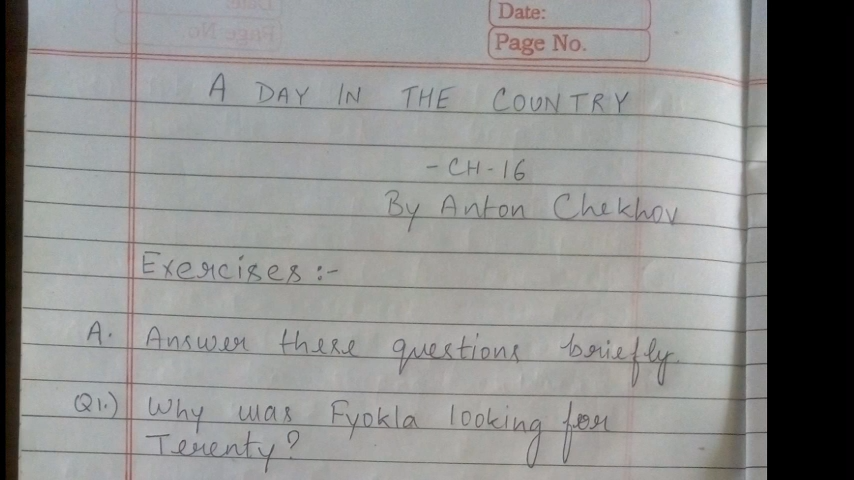 Date:
Page No.
A DAY IN THE COUNTRY
-CH-16
By Anton Chekhov
Exercises :-
A. Answer these questions briefly.
Q1.) Why was Fyokla looking for
Terenty?